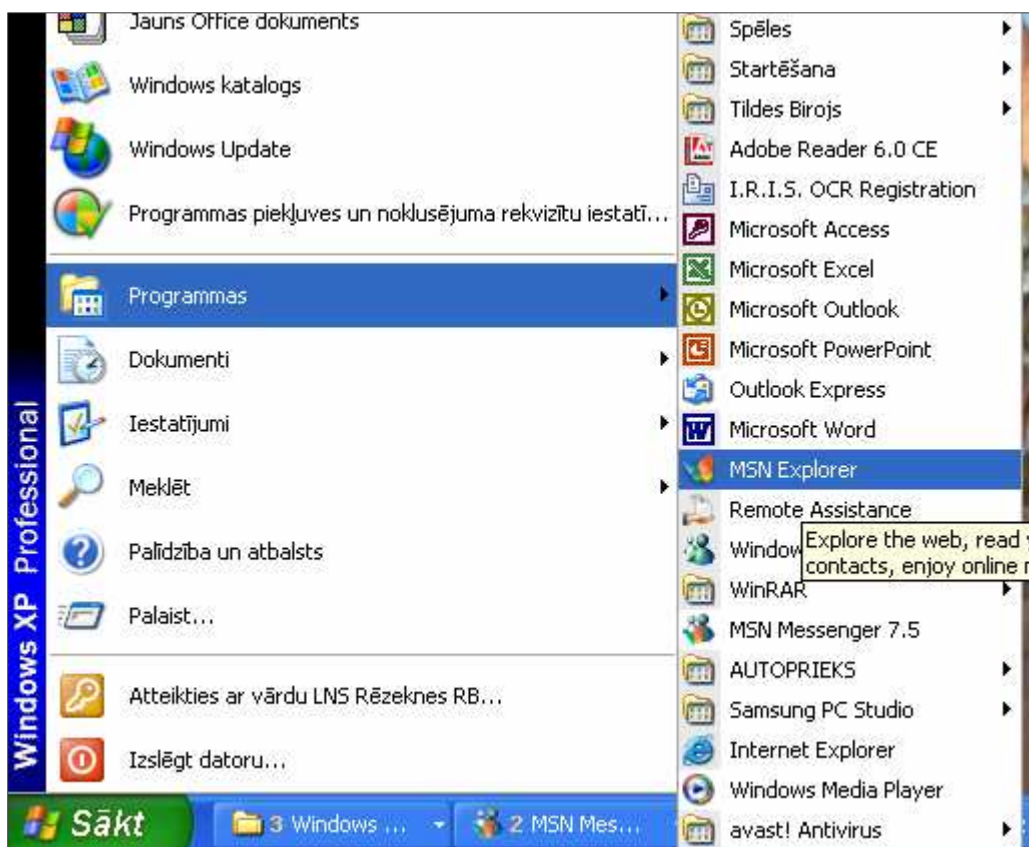 Jauns Office dokuments
Windows katalogs
Windows Update
Programmas piekļuves un noklusējuma rekvizītu iestatī...
Programmas
Dokumenti
Iestatījumi
Meklēt
Palīdzība un atbalsts
Palaist...
Atteikties ar vārdu LNS Rēzeknes RB...
Izslēgt datoru...
Windows XP Professional
Spēles
Startēšana
Tildes Birojs
Adobe Reader 6.0 CE
I.R.I.S. OCR Registration
Microsoft Access
Microsoft Excel
Microsoft Outlook
Microsoft PowerPoint
Outlook Express
Microsoft Word
MSN Explorer
Remote Assistance
Explore the web, read
contacts, enjoy online
WinRAR
MSN Messenger 7.5
AUTOPRIEKS
Samsung PC Studio
Internet Explorer
Windows Media Player
avast! Antivirus
Sākt
3 Windows ...
2 MSN Mes...